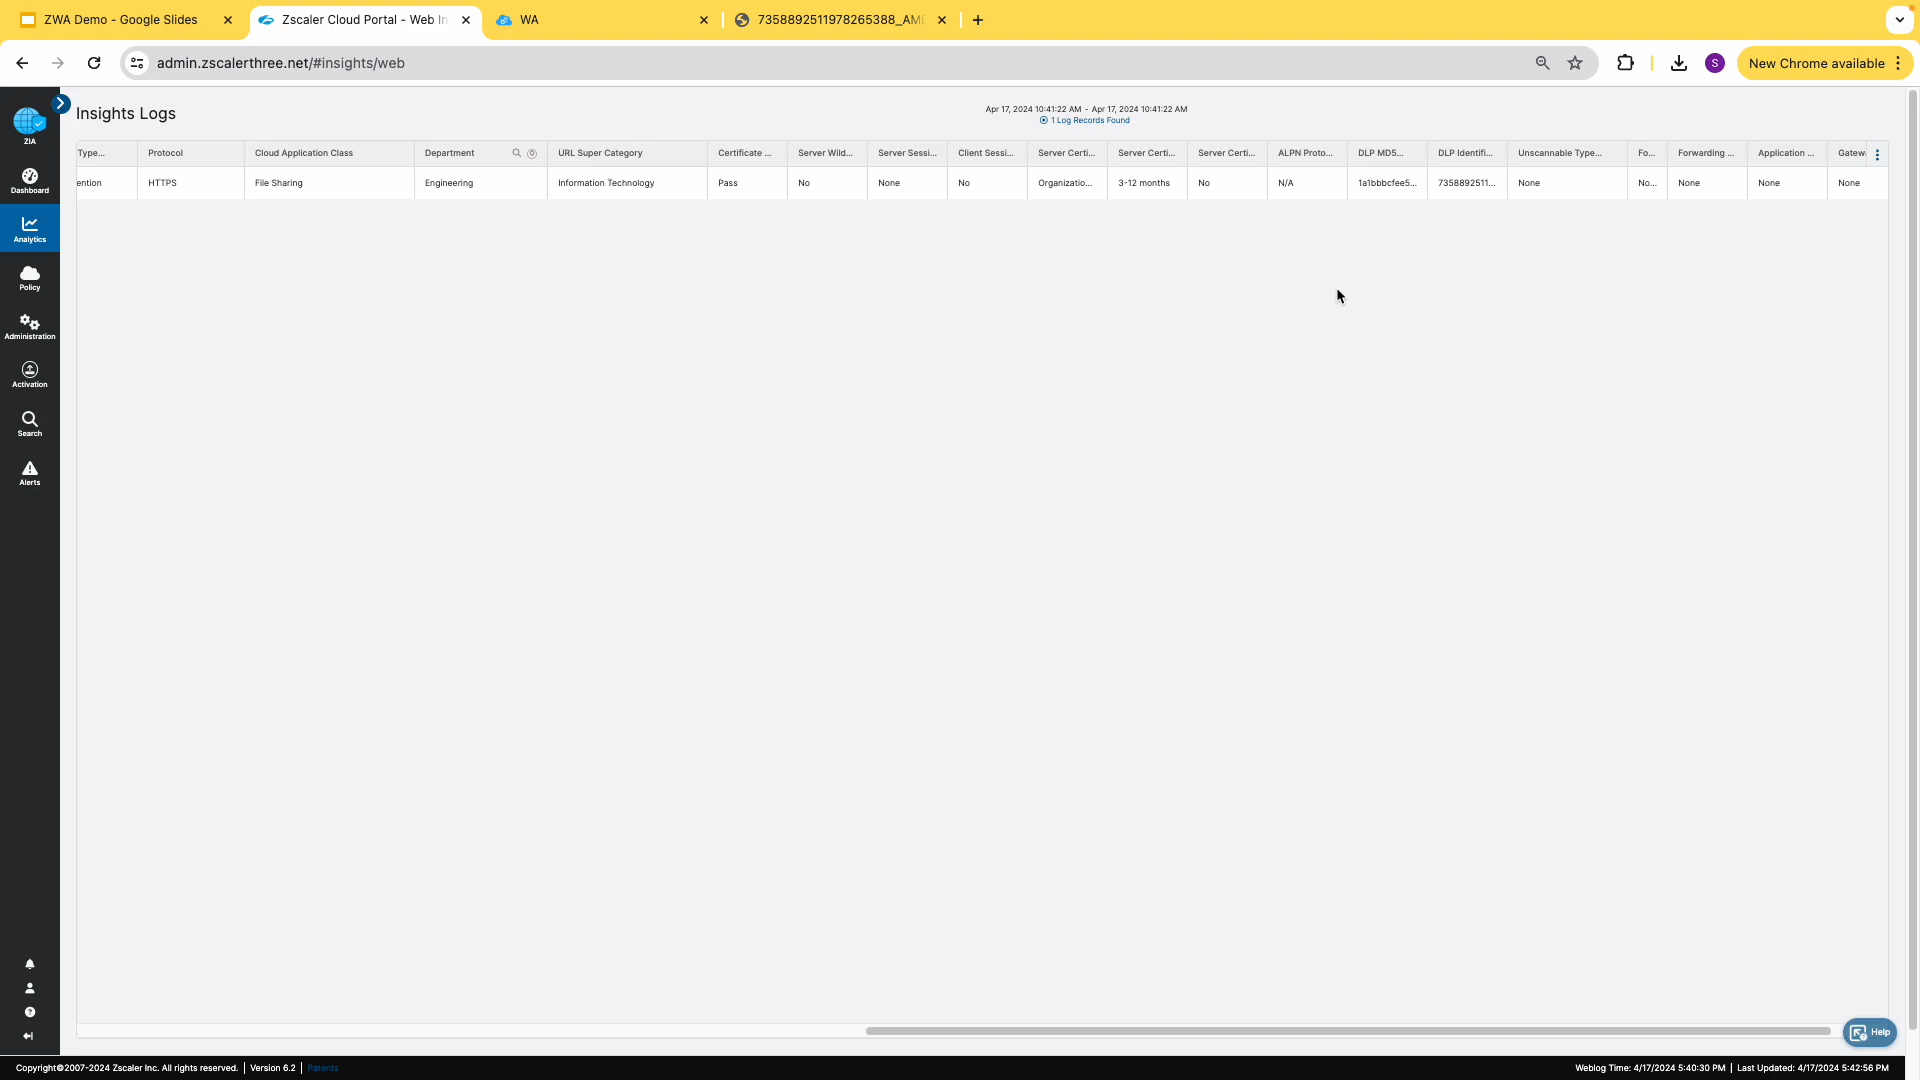 ZWA Demo - Google Slides
Zscaler Cloud Portal - Web In
WA
7358892511978265388_AM
admin.zscalerthree.net/#insights/web
S
New Chrome available
ZIA
Dashboard
Analytics
Policy
Administration
Activation
Search
Alerts
Insights Logs
Apr 17, 2024 10:41:22 AM - Apr 17, 2024 10:41:22 AM
1 Log Records Found
Type... Protocol Cloud Application Class Department URL Super Category Certificate ... Server Wild... Server Sessi... Client Sessi... Server Certi... Server Certi... Server Certi... ALPN Proto... DLP MD5... DLP Identifi... Unscannable Type... Fo... Forwarding ... Application ... Gatew
ention HTTPS File Sharing Engineering Information Technology Pass No None No Organizatio... 3-12 months No N/A 1a1bbbcfee5... 7358892511... None No... None None None
Help
Copyright©2007-2024 Zscaler Inc. All rights reserved. | Version 6.2 | Patents
Weblog Time: 4/17/2024 5:40:30 PM | Last Updated: 4/17/2024 5:42:56 PM